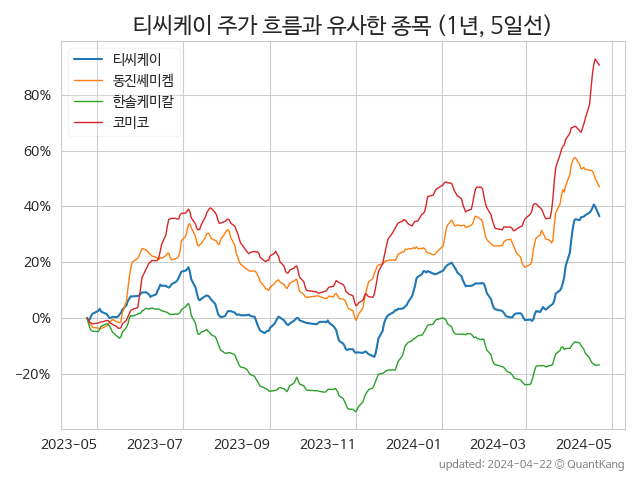 티씨케이 주가 흐름과 유사한 종목 (1년, 5일선)
티씨케이
동진쎄미켐
한솔케미칼
코미코
80%
60%
40%
20%
0%
−20%
2023-05 2023-07 2023-09 2023-11 2024-01 2024-03 2024-05
updated: 2024-04-22 © QuantKang